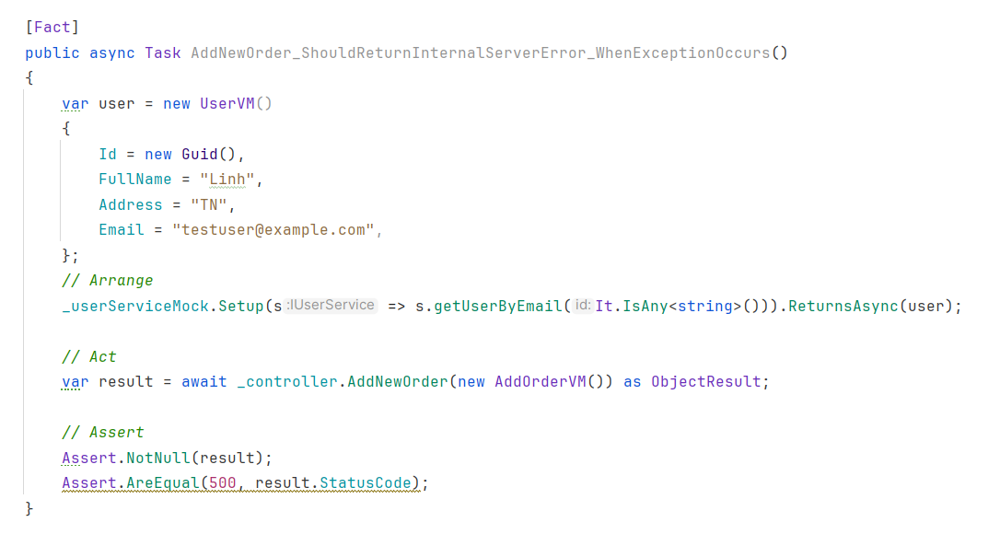 [Fact]
public async Task AddNewOrder_ShouldReturnInternalServerError_WhenExceptionOccurs()
{
    var user = new UserVM()
    {
        Id = new Guid(),
        FullName = "Linh",
        Address = "TN",
        Email = "testuser@example.com",
    };
    // Arrange
    _userServiceMock.Setup(s :IUserService => s.getUserByEmail( id: It.IsAny<string>())).ReturnsAsync(user);

    // Act
    var result = await _controller.AddNewOrder(new AddOrderVM()) as ObjectResult;

    // Assert
    Assert.NotNull(result);
    Assert.AreEqual(500, result.StatusCode);
}